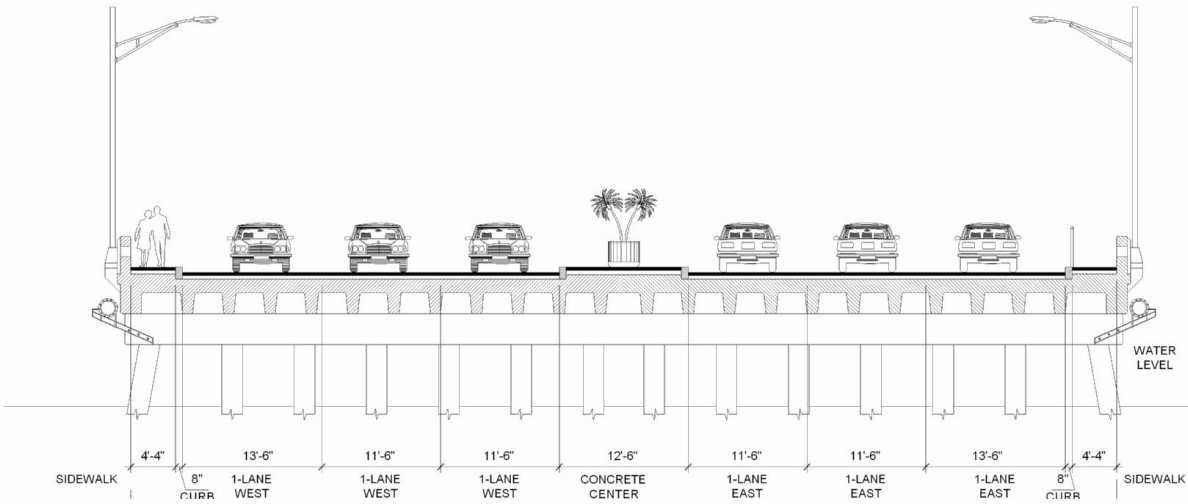 WATER
LEVEL
4'-4" 13'-6" 11'-6" 11'-6" 12'-6" 11'-6" 11'-6" 13'-6" 4'-4"
SIDEWALK 8" 1-LANE 1-LANE 1-LANE CONCRETE 1-LANE 1-LANE 1-LANE 8" SIDEWALK
CURB WEST WEST WEST CENTER EAST EAST EAST CURB